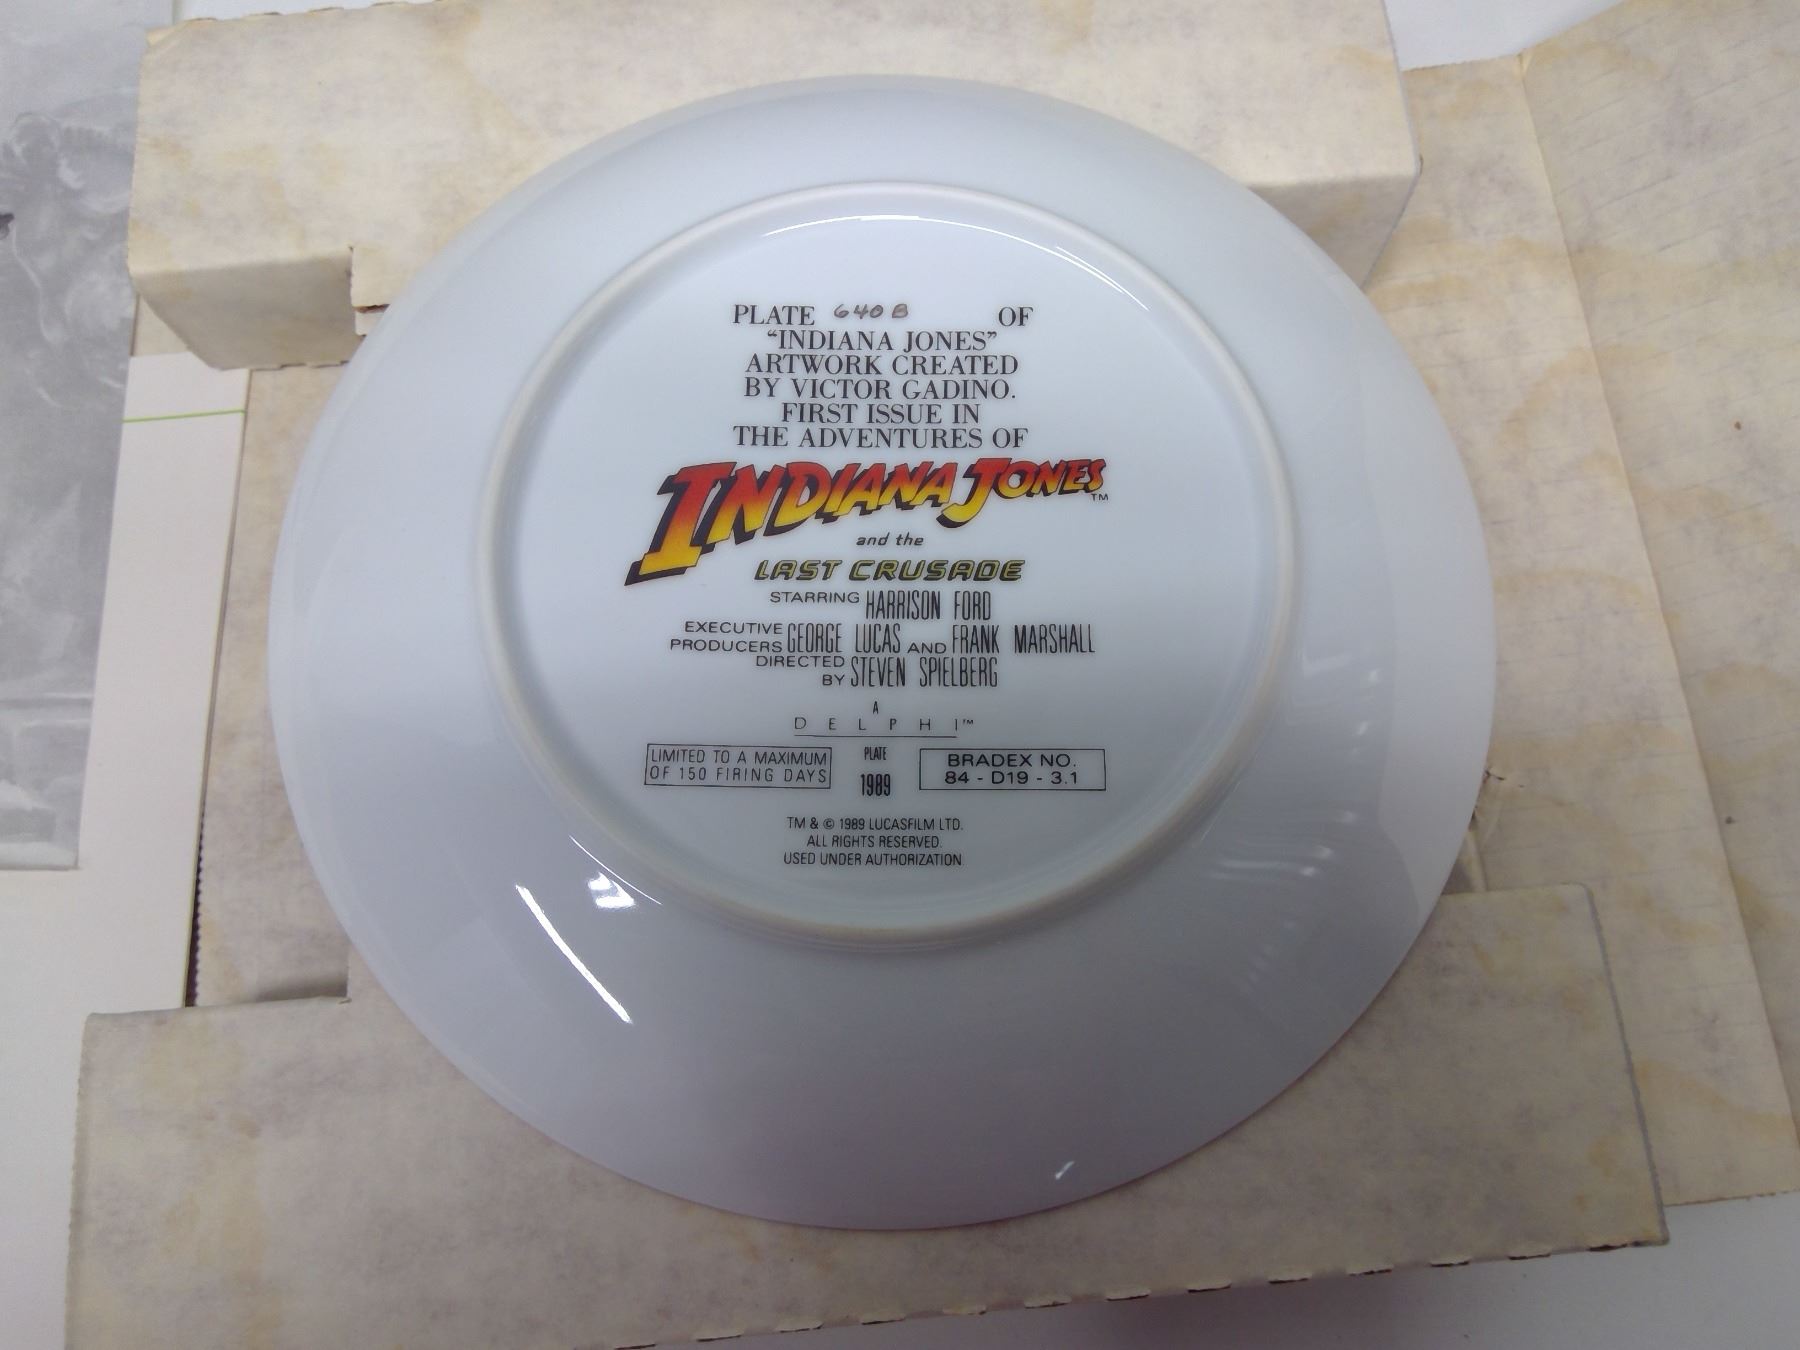 PLATE 640B OF
"INDIANA JONES"
ARTWORK CREATED
BY VICTOR GADINO.
FIRST ISSUE IN
THE ADVENTURES OF
INDIANA JONES™
and the
LAST CRUSADE
STARRING HARRISON FORD
EXECUTIVE PRODUCERS GEORGE LUCAS AND FRANK MARSHALL
DIRECTED BY STEVEN SPIELBERG
A
DELPHI™
PLATE
1989
LIMITED TO A MAXIMUM
OF 150 FIRING DAYS
BRADEX NO.
84 - D19 - 3.1
TM & © 1989 LUCASFILM LTD.
ALL RIGHTS RESERVED.
USED UNDER AUTHORIZATION